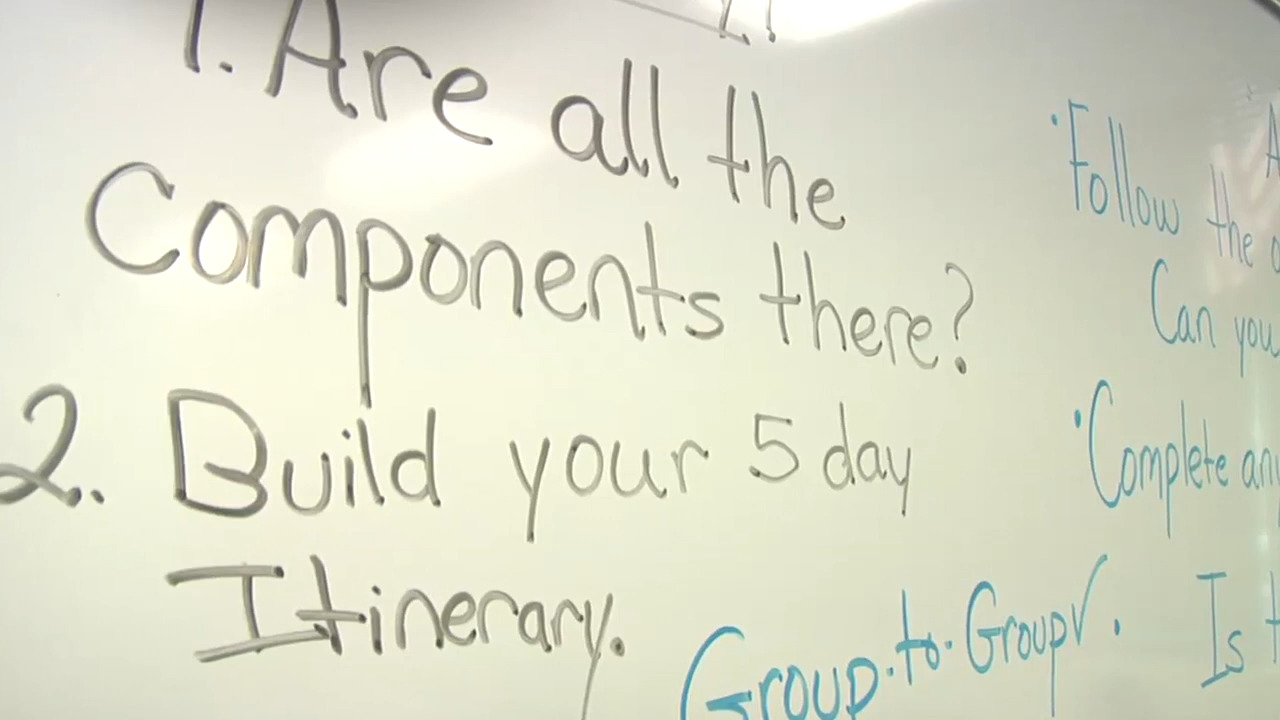 1. Are all the
Components there?
2. Build your 5 day
Itinerary.
Follow the
Can you
Complete
Group-to-Group
Is